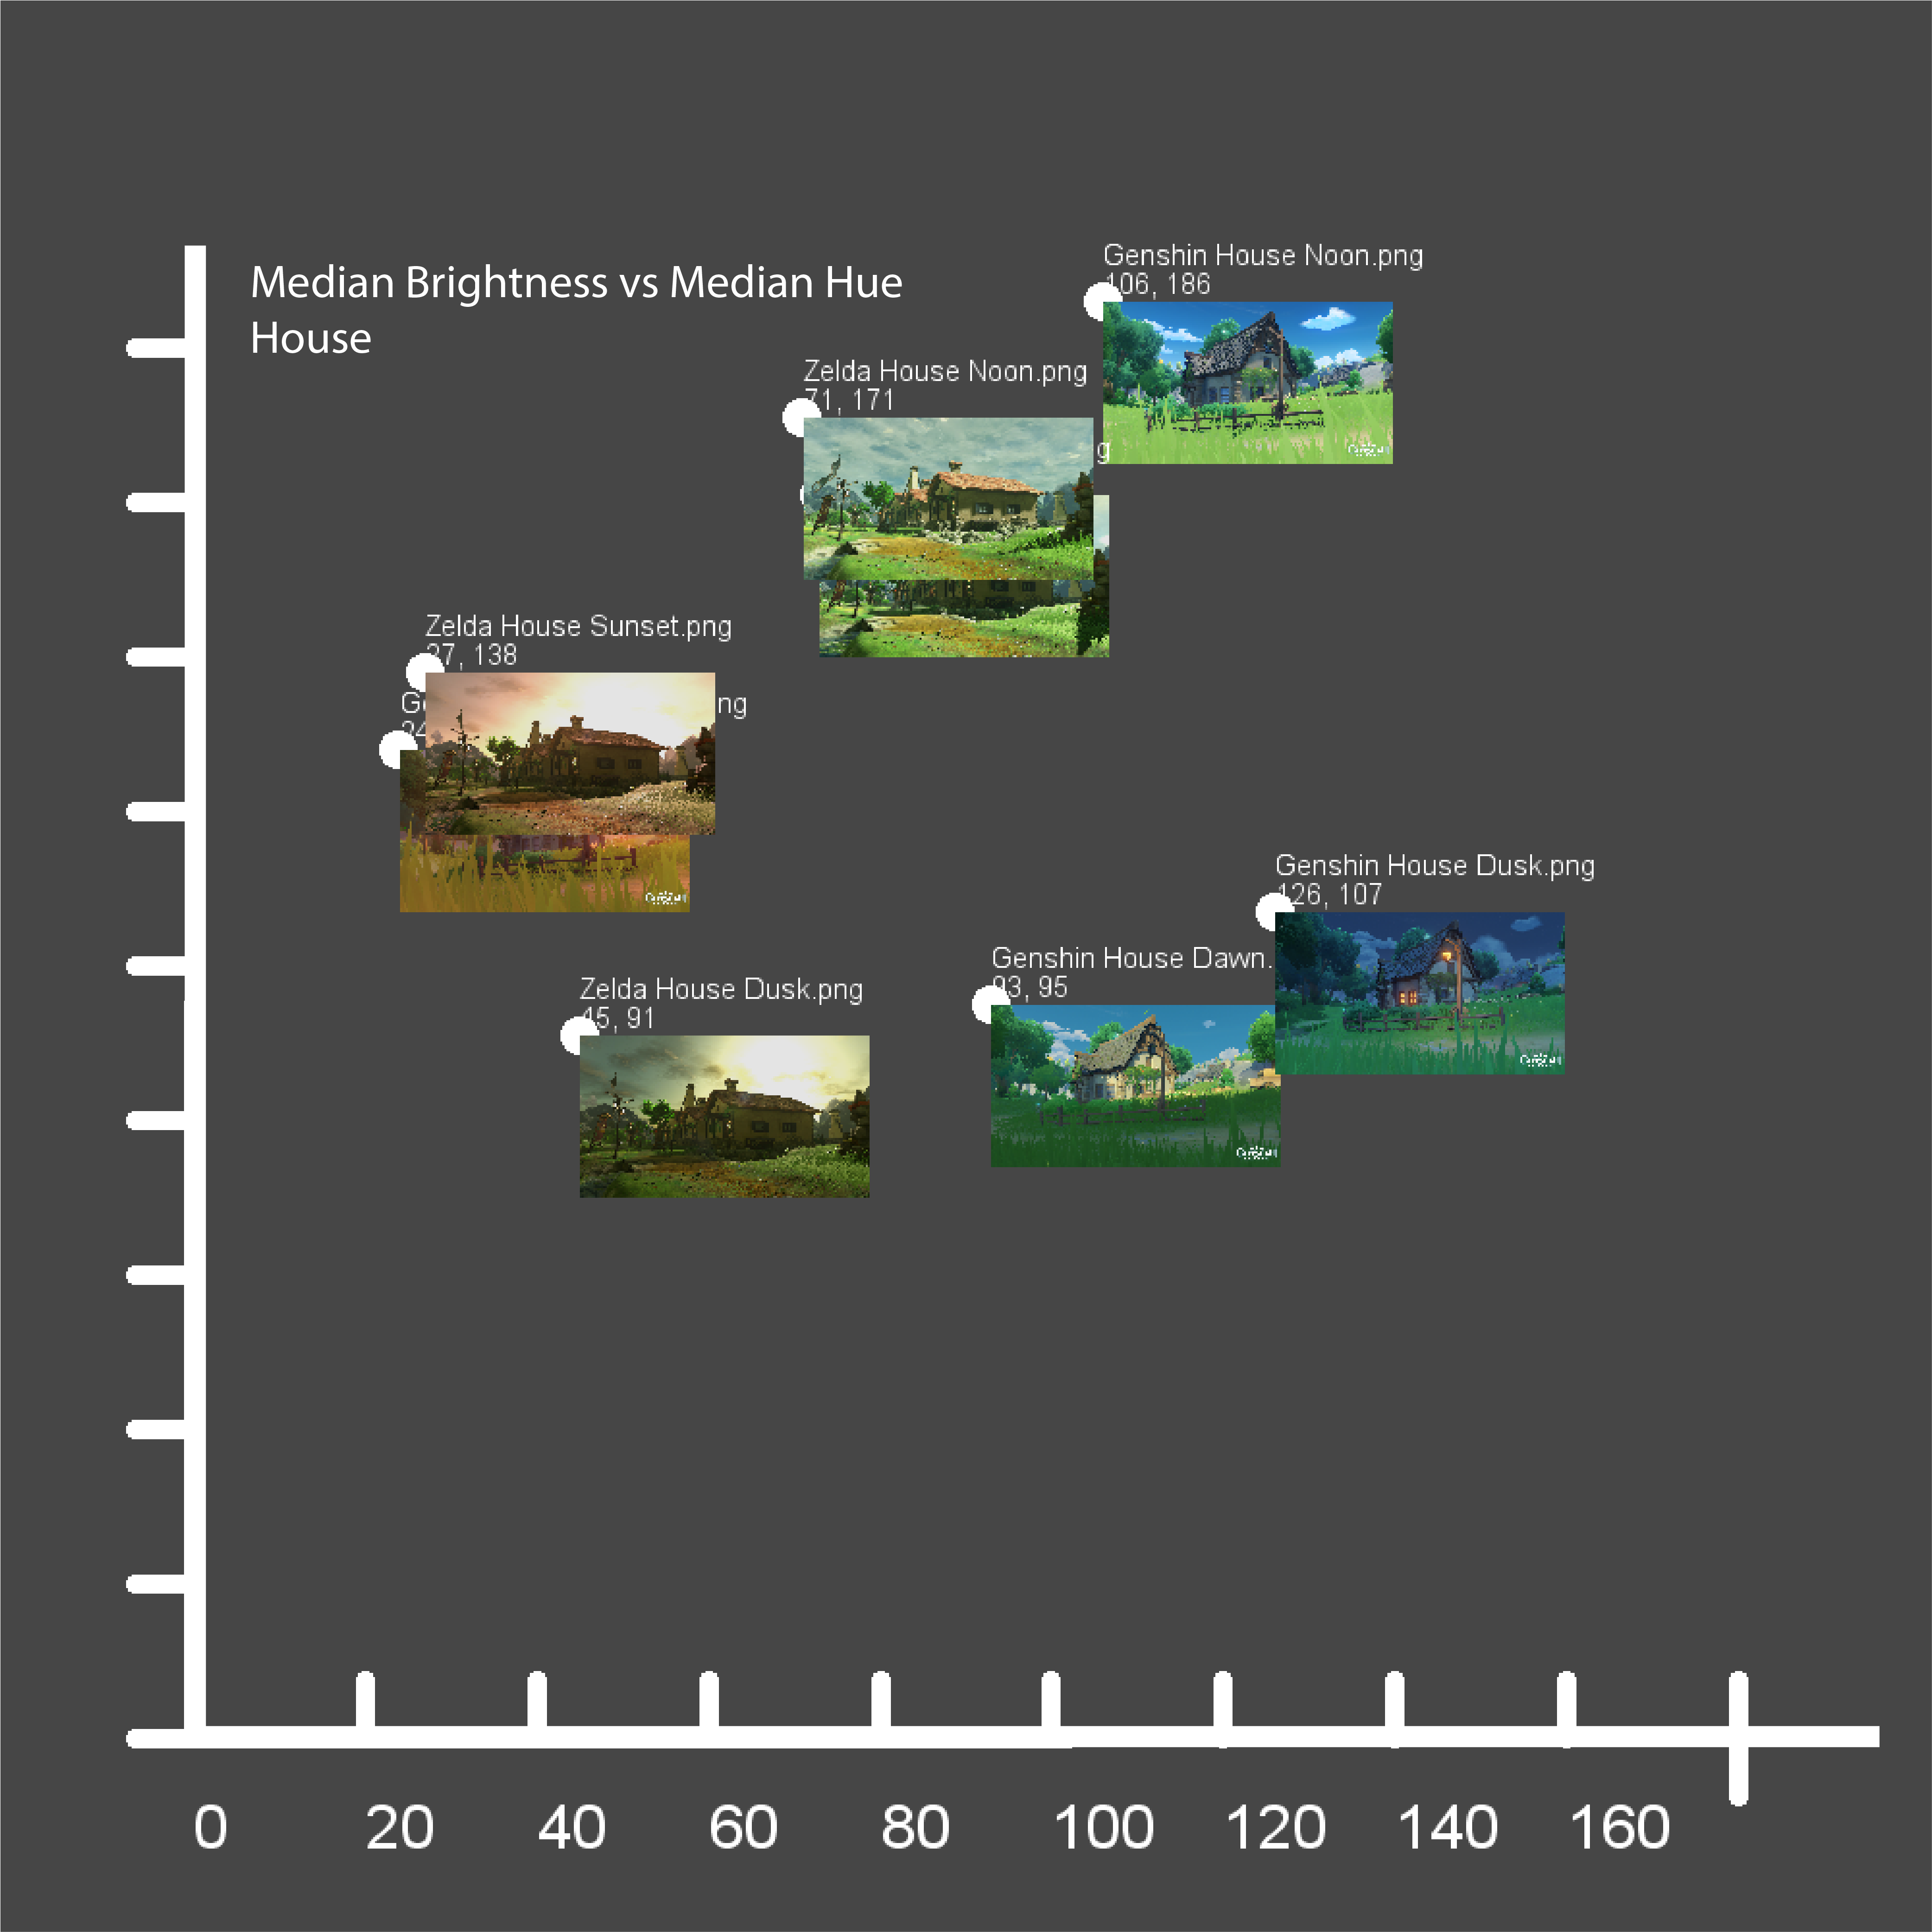 Median Brightness vs Median Hue
House
Genshin House Noon.png
106, 186
Zelda House Noon.png
71, 171
Zelda House Sunset.png
27, 138
Genshin House Dusk.png
126, 107
Genshin House Dawn.
93, 95
Zelda House Dusk.png
45, 91
0 20 40 60 80 100 120 140 160